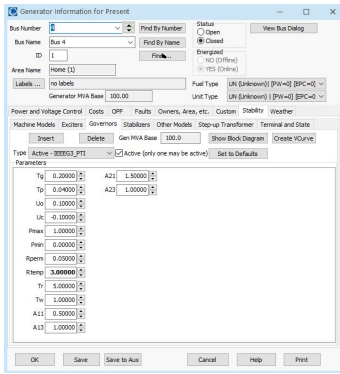 Generator Information for Present
Bus Number 4 Find By Number
Status
Open
Closed
View Bus Dialog
Bus Name Bus 4 Find By Name
ID 1 Find ...
Energized
NO (Offline)
YES (Online)
Area Name Home (1)
Labels ... no labels
Fuel Type UN (Unknown)| [PW=0] [EPC=0
Generator MVA Base 100.00
Unit Type UN (Unknown) | [PW=0] [EPC=0
Power and Voltage Control Costs OPF Faults Owners, Area, etc. Custom Stability Weather
Machine Models Exciters Governors Stabilizers Other Models Step-up Transformer Terminal and State
Insert Delete Gen MVA Base 100.0 Show Block Diagram Create VCurve
Type Active - IEEEG3_PTI Active (only one may be active) Set to Defaults
Parameters
Tg 0.20000 A21 1.50000
Tp 0.04000 A23 1.00000
Uo 0.10000
Uc -0.10000
Pmax 1.00000
Pmin 0.00000
Rperm 0.05000
Rtemp 3.00000
Tr 5.00000
Tw 1.00000
A11 0.50000
A13 1.00000
OK Save Save to Aux Cancel Help Print